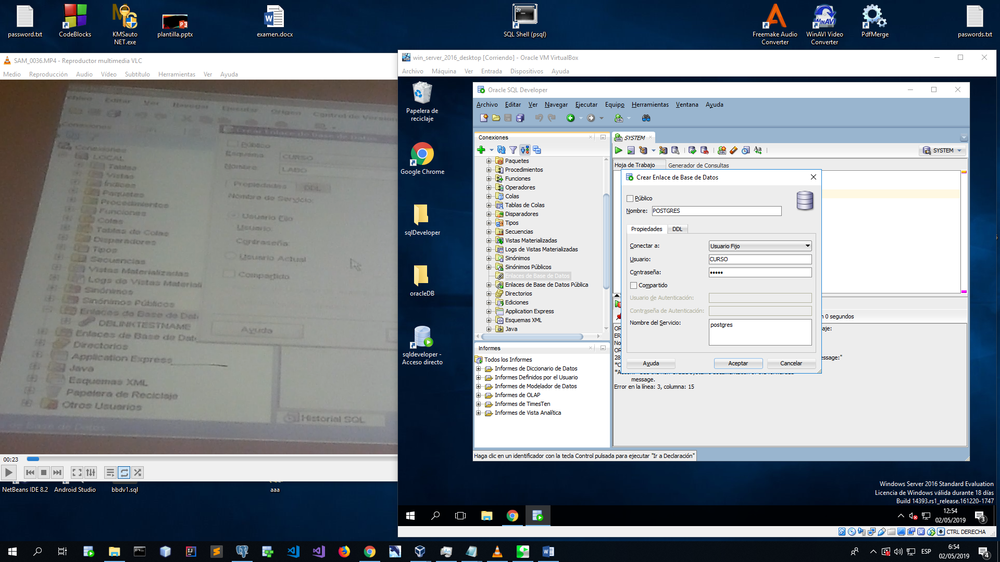 password.txt
CodeBlocks
KMSauto NET.exe
plantilla.pptx
examen.docx
SQL Shell (psql)
Freemake Audio Converter
WinAVI Video Converter
PdfMerge
paswords.txt
SAM_0036.MP4 - Reproductor multimedia VLC
Medio Reproducción Audio Vídeo Subtítulo Herramientas Ver Ayuda
Editar Ver Navegar Ejecutar Origen Control de Version
Conexiones
Crear Enlace de Base de Datos
Público
Esquema: CURSO
Nombre: LABO
Propiedades DDL
Nombre de Servicio:
Usuario Fijo
Usuario:
Contraseña:
Usuario Actual
Compartido
Ayuda
Conexiones
LOCAL
Tablas
Vistas
Índices
Paquetes
Procedimientos
Funciones
Colas
Tablas de Colas
Disparadores
Tipos
Secuencias
Vistas Materializadas
Logs de Vistas Materiali
Sinónimos
Sinónimos Públicos
Enlaces de Base de Dat
DBLINKTESTNAME
Enlaces de Base de Dat
Directorios
Application Express
Java
Esquemas XML
Papelera de Reciclaje
Otros Usuarios
Historial SQL
de Base de Datos
00:23
NetBeans IDE 8.2
Android Studio
bbdv1.sql
aaa
win_server_2016_desktop [Corriendo] - Oracle VM VirtualBox
Archivo Máquina Ver Entrada Dispositivos Ayuda
Papelera de reciclaje
Google Chrome
sqlDeveloper
oracleDB
sqldeveloper - Acceso directo
Oracle SQL Developer
Archivo Editar Ver Navegar Ejecutar Equipo Herramientas Ventana Ayuda
Conexiones
Paquetes
Procedimientos
Funciones
Operadores
Colas
Tablas de Colas
Disparadores
Tipos
Secuencias
Vistas Materializadas
Logs de Vistas Materializadas
Sinónimos
Sinónimos Públicos
Enlaces de Base de Datos
Enlaces de Base de Datos Pública
Directorios
Ediciones
Application Express
Esquemas XML
Java
Informes
Todos los Informes
Informes de Diccionario de Datos
Informes Definidos por el Usuario
Informes de Modelador de Datos
Informes de OLAP
Informes de TimesTen
Informes de Vista Analítica
SYSTEM
SYSTEM
Hoja de Trabajo Generador de Consultas
Crear Enlace de Base de Datos
Público
Nombre: POSTGRES
Propiedades DDL
Conectar a: Usuario Fijo
Usuario: CURSO
Contraseña: •••••
Compartido
Usuario de Autenticación:
Contraseña de Autenticación:
Nombre del Servicio: postgres
Ayuda Aceptar Cancelar
n 0 segundos
OR
aje:
ER
No
OR
28
essage:"
*C
message.
Error en la línea: 3, columna: 15
Haga clic en un identificador con la tecla Control pulsada para ejecutar "Ir a Declaración"
Windows Server 2016 Standard Evaluation
Licencia de Windows válida durante 18 días
Build 14393.rs1_release.161220-1747
12:54
02/05/2019
3
CTRL DERECHA
ESP
6:54
02/05/2019
4